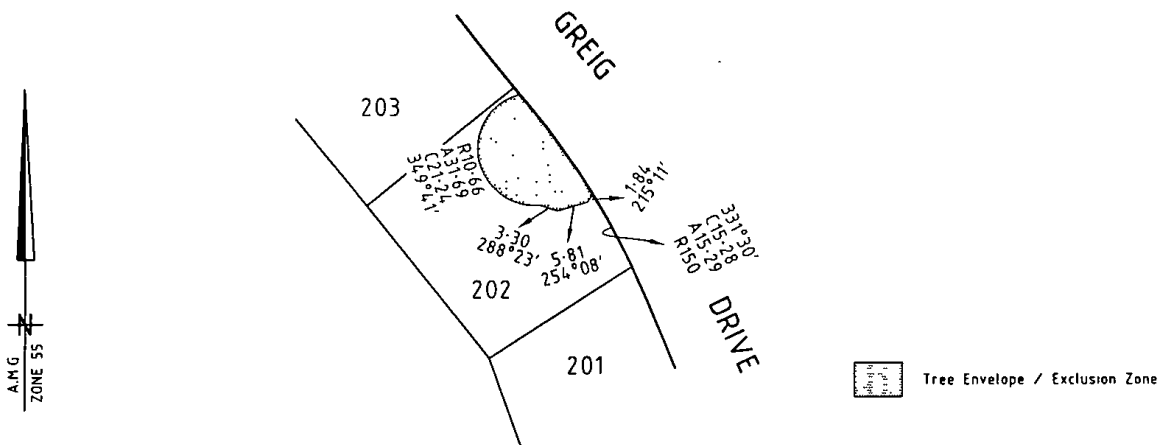 GREIG
203
R10·66
A31·69
C21·24
349°41'
1·84
215°11'
331°30'
C15·28
A15·29
R150
3·30
288°23'
5·81
254°08'
202
DRIVE
201
N
A.M.G
ZONE 55
Tree Envelope / Exclusion Zone